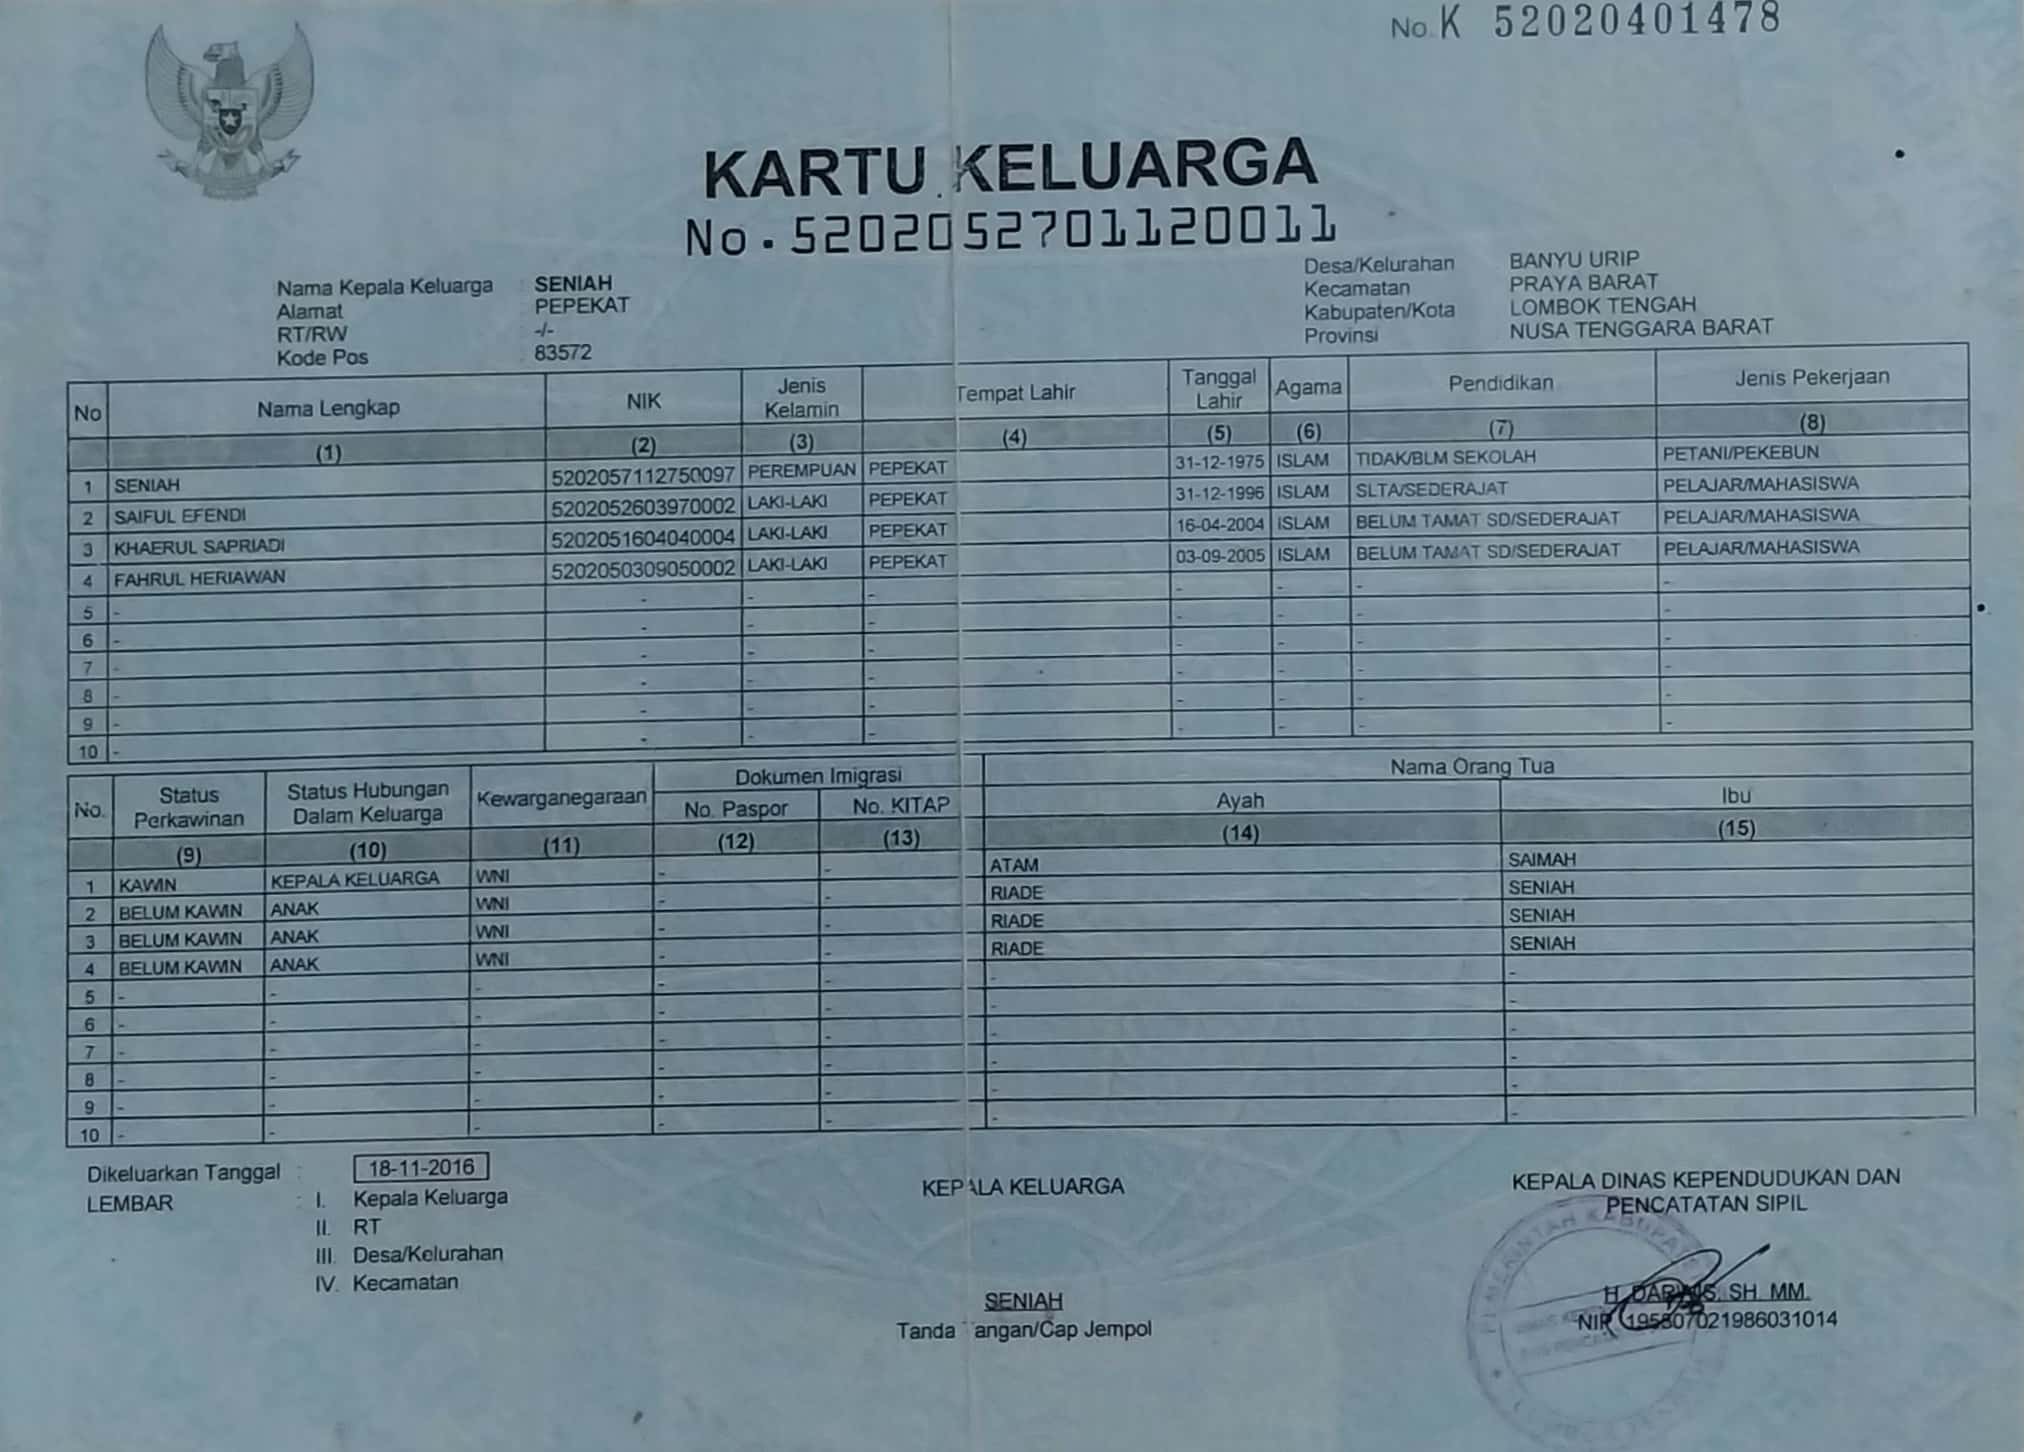 No. K 52020401478
KARTU KELUARGA
No. 5202052701120011
Nama Kepala Keluarga : SENIAH
Alamat : PEPEKAT
RT/RW : -/-
Kode Pos : 83572
Desa/Kelurahan : BANYU URIP
Kecamatan : PRAYA BARAT
Kabupaten/Kota : LOMBOK TENGAH
Provinsi : NUSA TENGGARA BARAT
No Nama Lengkap NIK Jenis Kelamin Tempat Lahir Tanggal Lahir Agama Pendidikan Jenis Pekerjaan
(1) (2) (3) (4) (5) (6) (7) (8)
1 SENIAH 5202057112750097 PEREMPUAN PEPEKAT 31-12-1975 ISLAM TIDAK/BLM SEKOLAH PETANI/PEKEBUN
2 SAIFUL EFENDI 5202052603970002 LAKI-LAKI PEPEKAT 31-12-1996 ISLAM SLTA/SEDERAJAT PELAJAR/MAHASISWA
3 KHAERUL SAPRIADI 5202051604040004 LAKI-LAKI PEPEKAT 16-04-2004 ISLAM BELUM TAMAT SD/SEDERAJAT PELAJAR/MAHASISWA
4 FAHRUL HERIAWAN 5202050309050002 LAKI-LAKI PEPEKAT 03-09-2005 ISLAM BELUM TAMAT SD/SEDERAJAT PELAJAR/MAHASISWA
5 - - - - - - - -
6 - - - - - - - -
7 - - - - - - - -
8 - - - - - - - -
9 - - - - - - - -
10 - - - - - - - -
No. Status Perkawinan Status Hubungan Dalam Keluarga Kewarganegaraan Dokumen Imigrasi Nama Orang Tua
No. Paspor No. KITAP Ayah Ibu
(9) (10) (11) (12) (13) (14) (15)
1 KAWIN KEPALA KELUARGA WNI - - ATAM SAIMAH
2 BELUM KAWIN ANAK WNI - - RIADE SENIAH
3 BELUM KAWIN ANAK WNI - - RIADE SENIAH
4 BELUM KAWIN ANAK WNI - - RIADE SENIAH
5 - - - - - - -
6 - - - - - - -
7 - - - - - - -
8 - - - - - - -
9 - - - - - - -
10 - - - - - - -
Dikeluarkan Tanggal : 18-11-2016
LEMBAR : I. Kepala Keluarga
II. RT
III. Desa/Kelurahan
IV. Kecamatan
KEPALA KELUARGA
SENIAH
Tanda Tangan/Cap Jempol
KEPALA DINAS KEPENDUDUKAN DAN
PENCATATAN SIPIL
PEMERINTAH KABUPATEN
H. DARWIS, SH. MM.
NIP. 195807021986031014